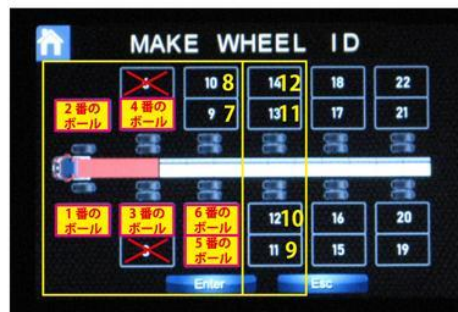 MAKE WHEEL ID
10 8 14 12 18 22
2番の 4番の
ボール ボール
9 7 13 11 17 21
1番の 3番の 6番の
ボール ボール ボール
12 10 16 20
5番の
ボール
11 9 15 19
Enter Esc